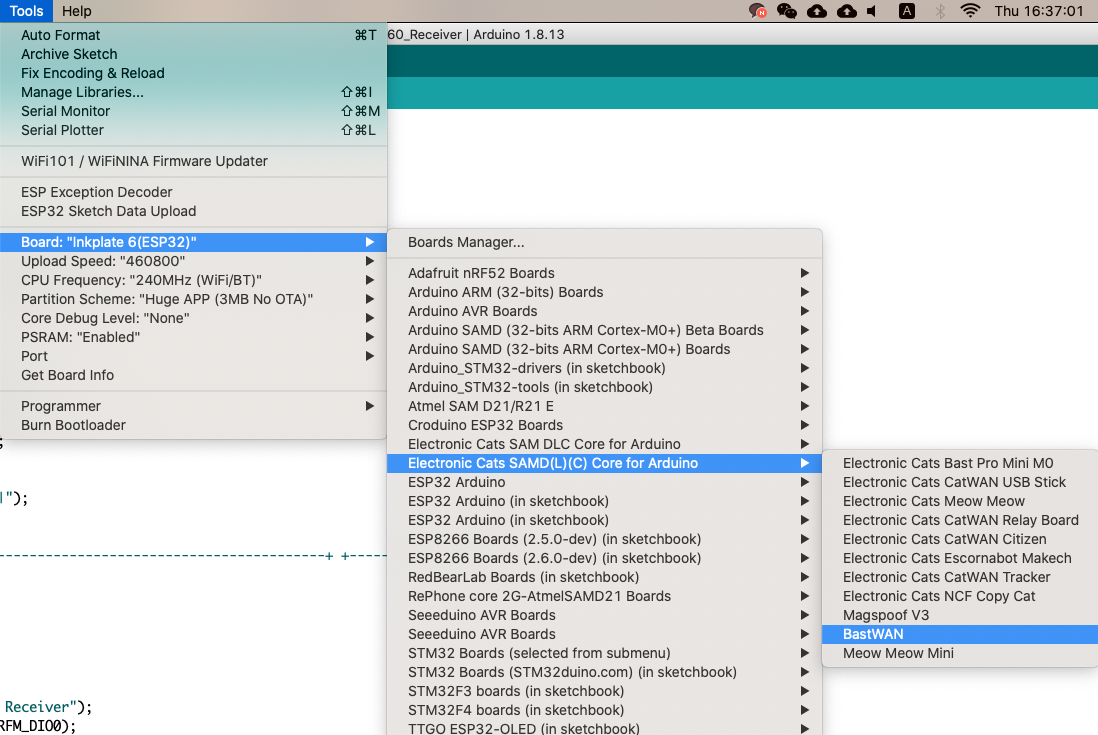 Tools Help Thu 16:37:01
60_Receiver | Arduino 1.8.13
Auto Format ⌘T
Archive Sketch
Fix Encoding & Reload
Manage Libraries... ⇧⌘I
Serial Monitor ⇧⌘M
Serial Plotter ⇧⌘L
WiFi101 / WiFiNINA Firmware Updater
ESP Exception Decoder
ESP32 Sketch Data Upload
Board: "Inkplate 6(ESP32)"
Upload Speed: "460800"
CPU Frequency: "240MHz (WiFi/BT)"
Partition Scheme: "Huge APP (3MB No OTA)"
Core Debug Level: "None"
PSRAM: "Enabled"
Port
Get Board Info
Programmer
Burn Bootloader
Boards Manager...
Adafruit nRF52 Boards
Arduino ARM (32-bits) Boards
Arduino AVR Boards
Arduino SAMD (32-bits ARM Cortex-M0+) Beta Boards
Arduino SAMD (32-bits ARM Cortex-M0+) Boards
Arduino_STM32-drivers (in sketchbook)
Arduino_STM32-tools (in sketchbook)
Atmel SAM D21/R21 E
Croduino ESP32 Boards
Electronic Cats SAM DLC Core for Arduino
Electronic Cats SAMD(L)(C) Core for Arduino
ESP32 Arduino
ESP32 Arduino (in sketchbook)
ESP32 Arduino (in sketchbook)
ESP8266 Boards (2.5.0-dev) (in sketchbook)
ESP8266 Boards (2.6.0-dev) (in sketchbook)
RedBearLab Boards (in sketchbook)
RePhone core 2G-AtmelSAMD21 Boards
Seeeduino AVR Boards
Seeeduino AVR Boards
STM32 Boards (selected from submenu)
STM32 Boards (STM32duino.com) (in sketchbook)
STM32F3 boards (in sketchbook)
STM32F4 boards (in sketchbook)
TTGO ESP32-OLED (in sketchbook)
Electronic Cats Bast Pro Mini M0
Electronic Cats CatWAN USB Stick
Electronic Cats Meow Meow
Electronic Cats CatWAN Relay Board
Electronic Cats CatWAN Citizen
Electronic Cats Escornabot Makech
Electronic Cats CatWAN Tracker
Electronic Cats NCF Copy Cat
Magspoof V3
BastWAN
Meow Meow Mini
;
");
-----------------------------------------+ +-----
Receiver");
RFM_DIO0);